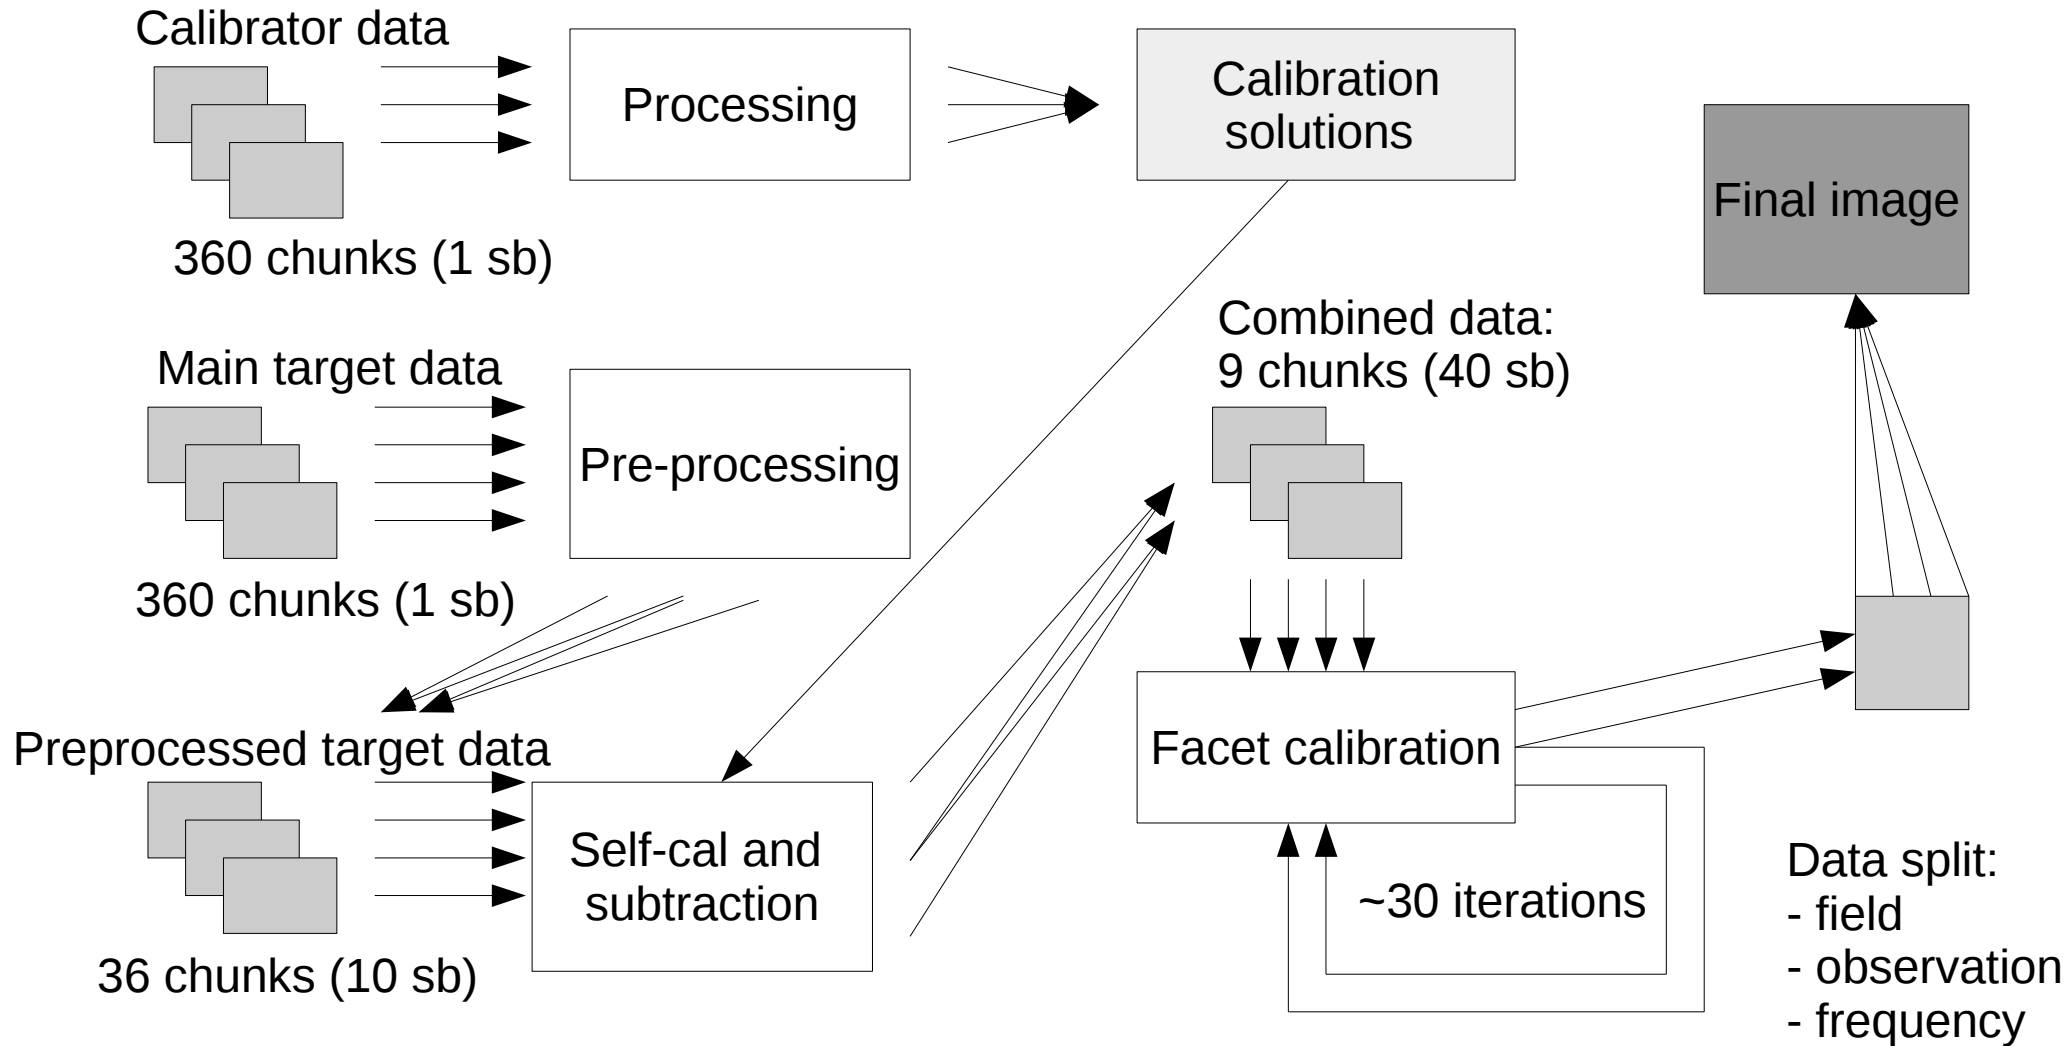 Calibrator data
Processing
Calibration
solutions
Final image
360 chunks (1 sb)
Main target data
Pre-processing
Combined data:
9 chunks (40 sb)
360 chunks (1 sb)
Preprocessed target data
Self-cal and
subtraction
36 chunks (10 sb)
Facet calibration
~30 iterations
Data split:
- field
- observation
- frequency